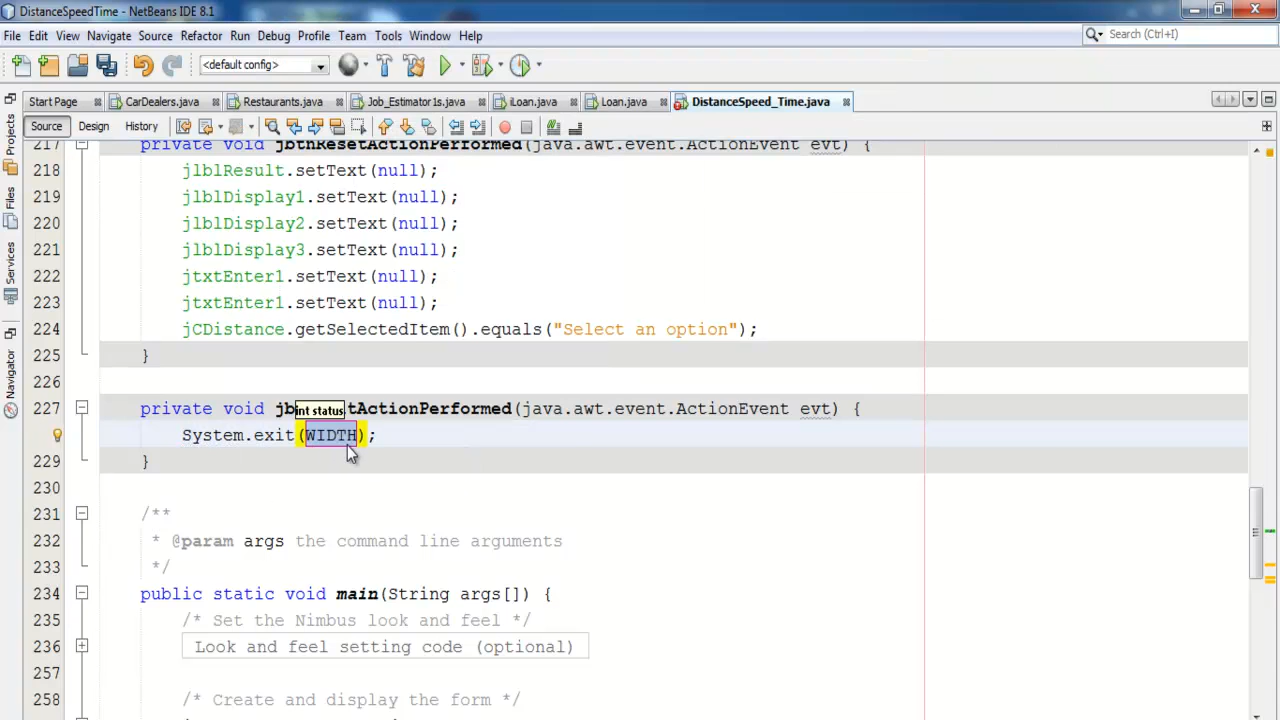 DistanceSpeedTime - NetBeans IDE 8.1
File Edit View Navigate Source Refactor Run Debug Profile Team Tools Window Help
Search (Ctrl+I)
<default config>
Start Page CarDealers.java Restaurants.java Job_Estimator1s.java iLoan.java Loan.java DistanceSpeed_Time.java
Source Design History
Projects
Files
Services
Navigator
217 private void jbtnResetActionPerformed(java.awt.event.ActionEvent evt) {
218 jlblResult.setText(null);
219 jlblDisplay1.setText(null);
220 jlblDisplay2.setText(null);
221 jlblDisplay3.setText(null);
222 jtxtEnter1.setText(null);
223 jtxtEnter1.setText(null);
224 jCDistance.getSelectedItem().equals("Select an option");
225 }
226
227 private void jb int status tActionPerformed(java.awt.event.ActionEvent evt) {
System.exit(WIDTH);
229 }
230
231 /**
232 * @param args the command line arguments
233 */
234 public static void main(String args[]) {
235 /* Set the Nimbus look and feel */
236 Look and feel setting code (optional)
257
258 /* Create and display the form */